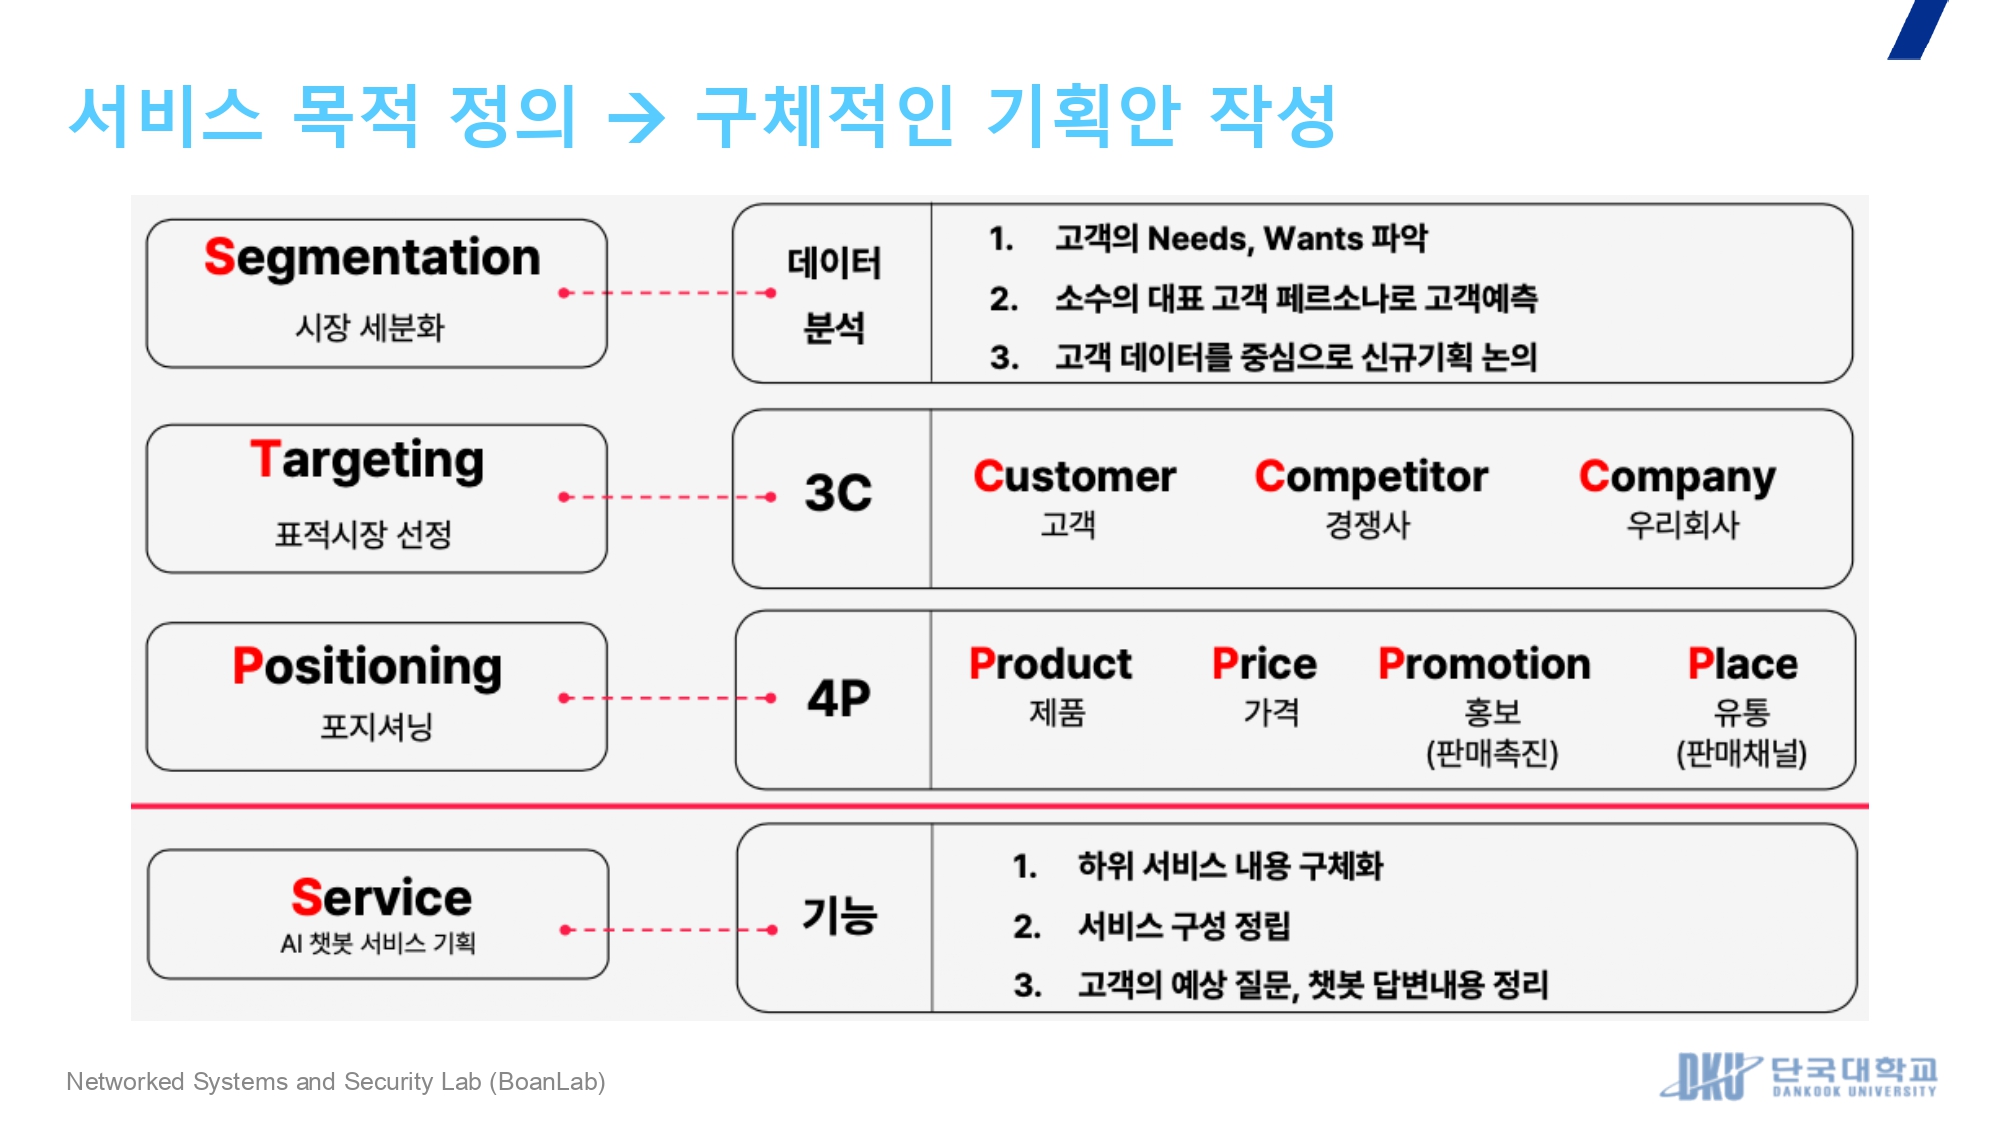 서비스 목적 정의 → 구체적인 기획안 작성
Segmentation
시장 세분화
데이터
분석
1. 고객의 Needs, Wants 파악
2. 소수의 대표 고객 페르소나로 고객예측
3. 고객 데이터를 중심으로 신규기획 논의
Targeting
표적시장 선정
3C
Customer Competitor Company
고객 경쟁사 우리회사
Positioning
포지셔닝
4P
Product Price Promotion Place
제품 가격 홍보 유통
(판매촉진) (판매채널)
Service
AI 챗봇 서비스 기획
기능
1. 하위 서비스 내용 구체화
2. 서비스 구성 정립
3. 고객의 예상 질문, 챗봇 답변내용 정리
Networked Systems and Security Lab (BoanLab)
DKU 단국대학교
DANKOOK UNIVERSITY